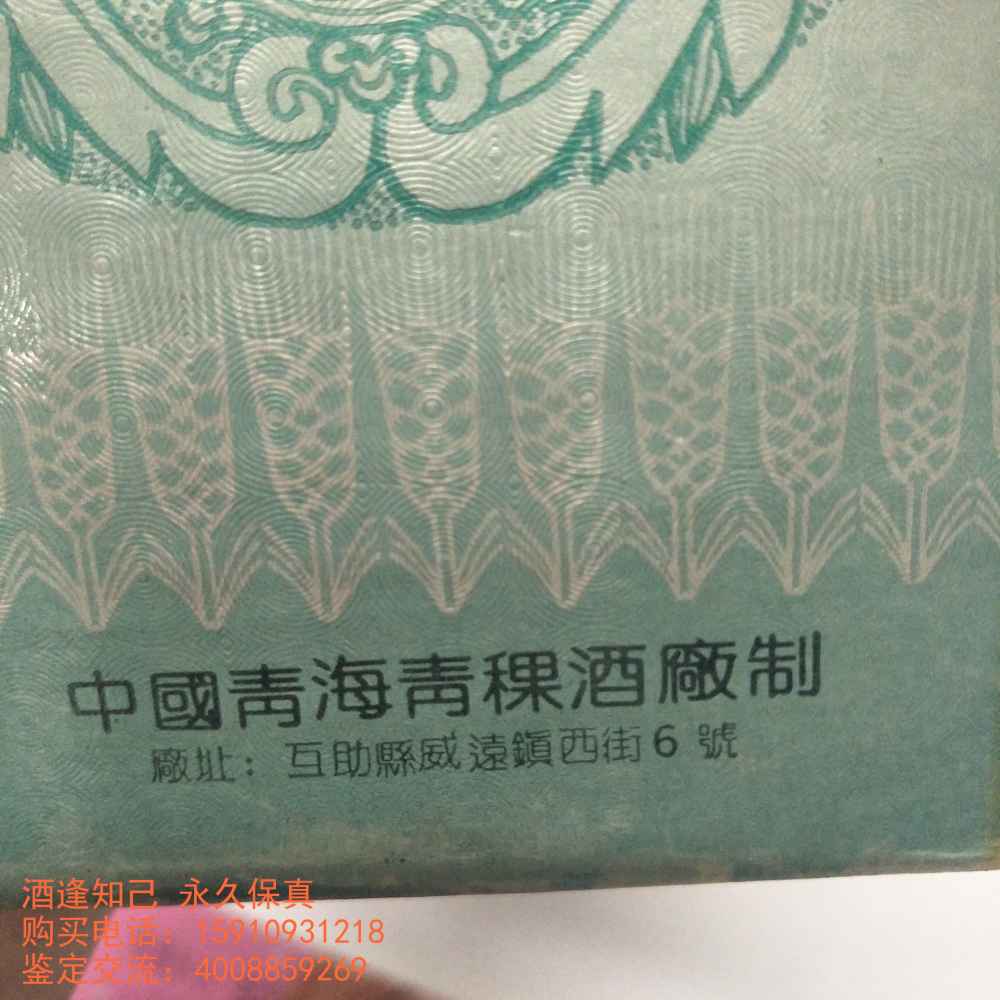 中國青海青稞酒廠制
廠址：互助縣威遠鎮西街6號
酒逢知己 永久保真
购买电话：15910931218
鉴定交流：4008859269